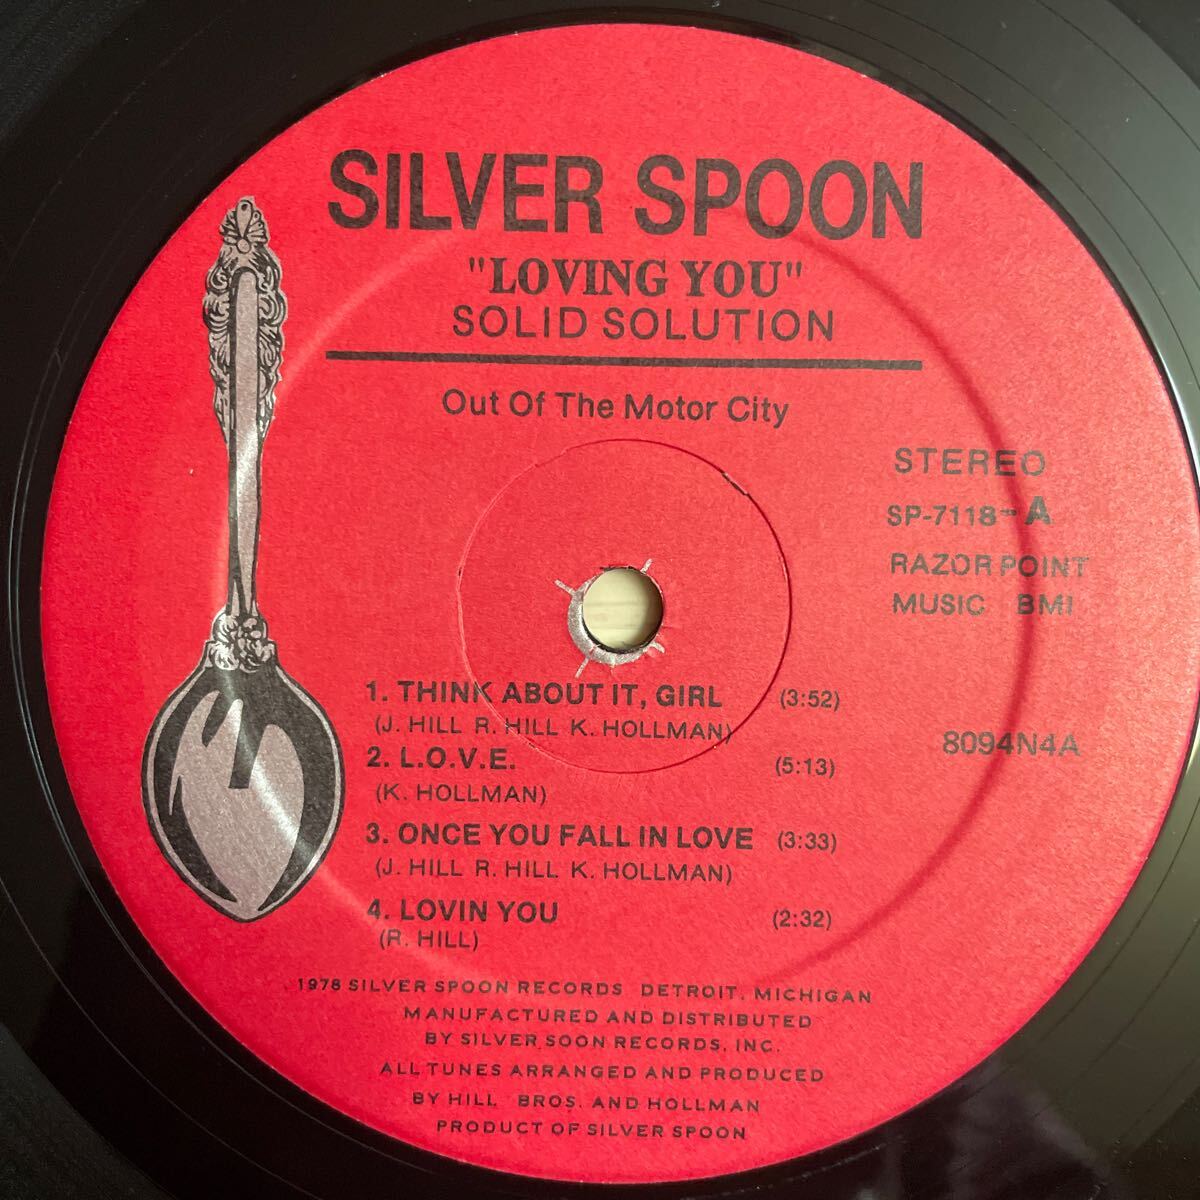 SILVER SPOON
"LOVING YOU"
SOLID SOLUTION
Out Of The Motor City
STEREO
SP-7118-A
RAZOR POINT
MUSIC BMI
1. THINK ABOUT IT, GIRL (3:52)
(J. HILL R. HILL K. HOLLMAN)
2. L.O.V.E. (5:13)
(K. HOLLMAN)
8094N4A
3. ONCE YOU FALL IN LOVE (3:33)
(J. HILL R. HILL K. HOLLMAN)
4. LOVIN YOU (2:32)
(R. HILL)
1978 SILVER SPOON RECORDS DETROIT, MICHIGAN
MANUFACTURED AND DISTRIBUTED
BY SILVER SOON RECORDS, INC.
ALL TUNES ARRANGED AND PRODUCED
BY HILL BROS. AND HOLLMAN
PRODUCT OF SILVER SPOON